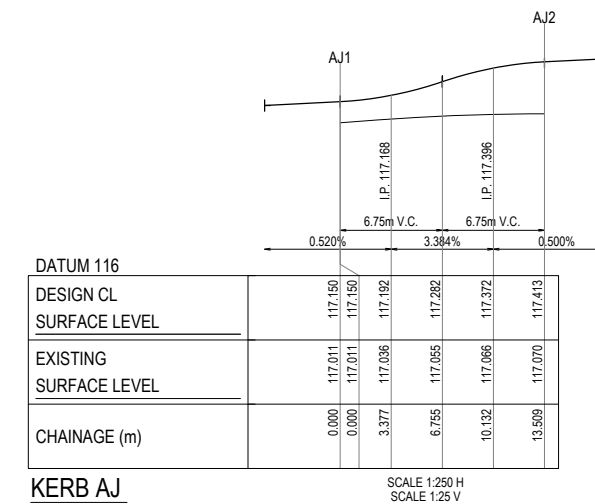 AJ2
AJ1
I.P. 117.168
I.P. 117.396
6.75m V.C. 6.75m V.C.
0.520% 3.384% 0.500%
DATUM 116
DESIGN CL
SURFACE LEVEL
117.150 117.150 117.192 117.282 117.372 117.413
EXISTING
SURFACE LEVEL
117.011 117.011 117.036 117.055 117.066 117.070
CHAINAGE (m)
0.000 0.000 3.377 6.755 10.132 13.509
KERB AJ
SCALE 1:250 H
SCALE 1:25 V